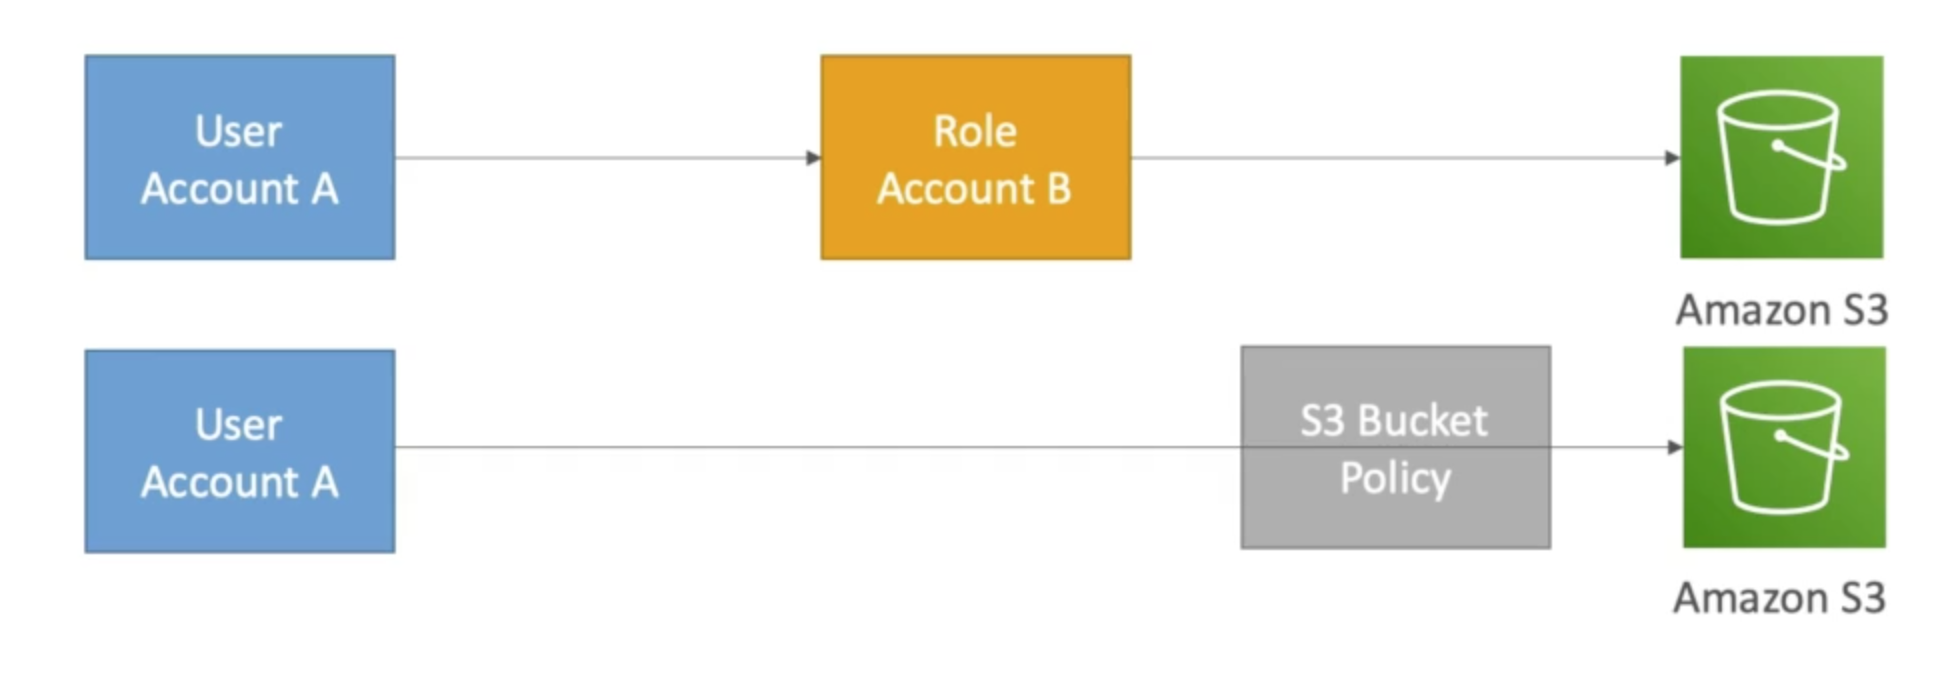 User
Account A
Role
Account B
Amazon S3
User
Account A
S3 Bucket
Policy
Amazon S3